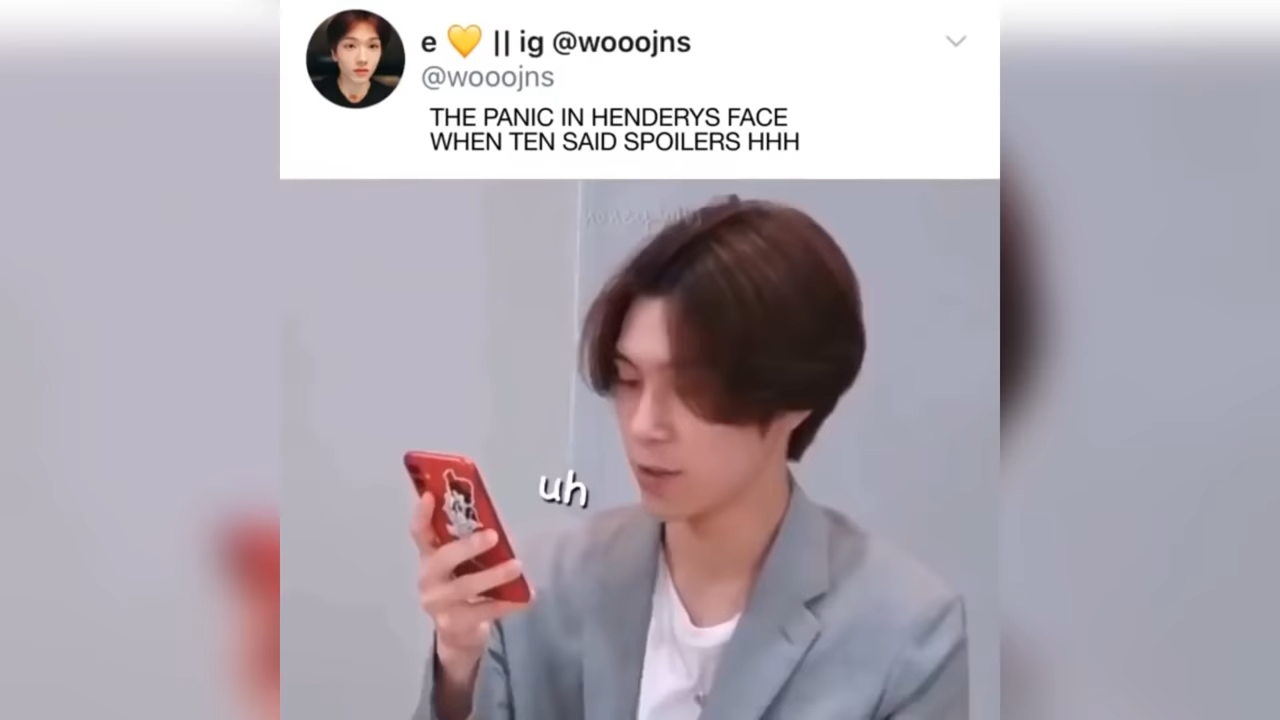 e 💛 || ig @wooojns
@wooojns
THE PANIC IN HENDERYS FACE
WHEN TEN SAID SPOILERS HHH
uh